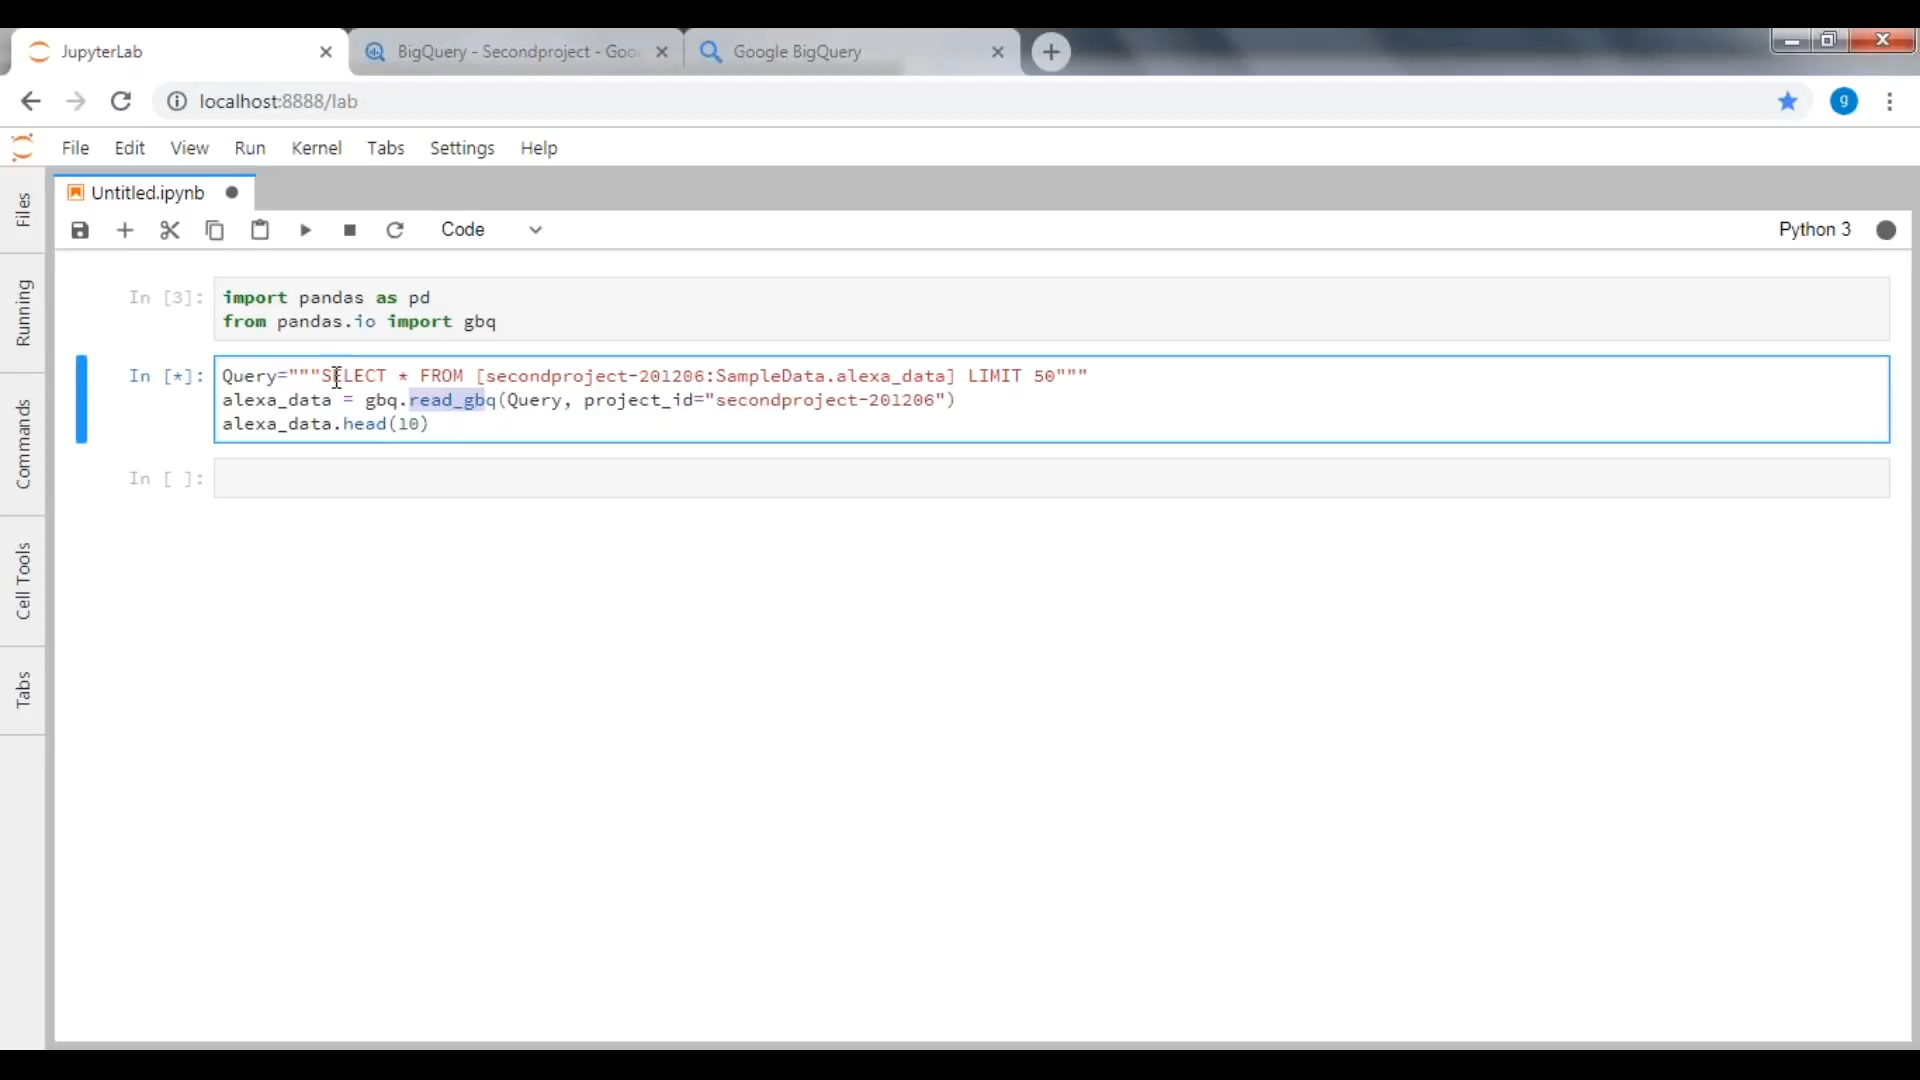 JupyterLab
BigQuery - Secondproject - Goo
Google BigQuery
localhost:8888/lab
g
File Edit View Run Kernel Tabs Settings Help
Untitled.ipynb
Code
Python 3
Files
Running
Commands
Cell Tools
Tabs
In [3]:
import pandas as pd
from pandas.io import gbq
In [*]:
Query="""SELECT * FROM [secondproject-201206:SampleData.alexa_data] LIMIT 50"""
alexa_data = gbq.read_gbq(Query, project_id="secondproject-201206")
alexa_data.head(10)
In [ ]: